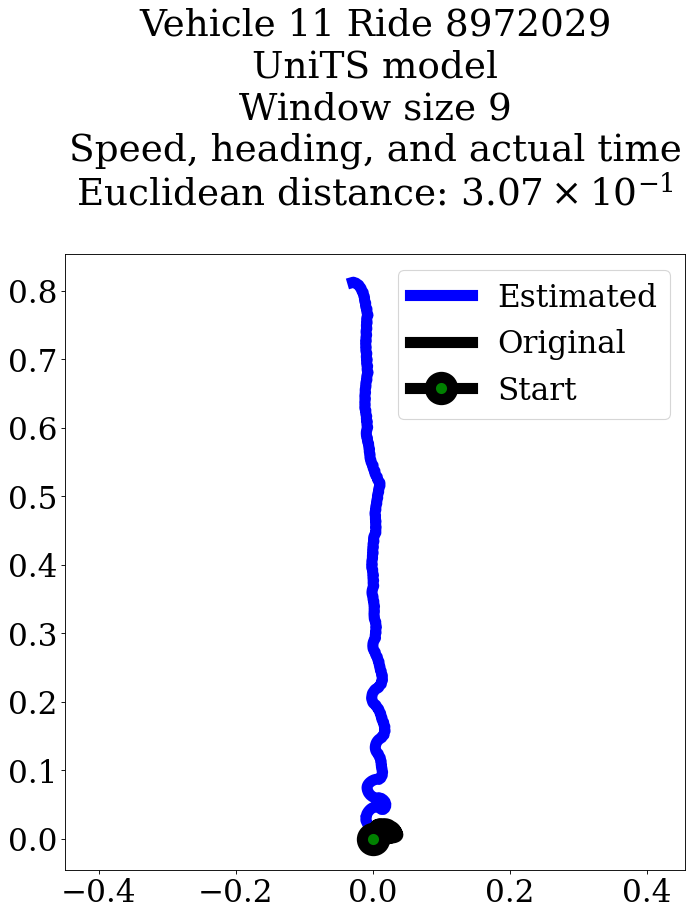 Vehicle 11 Ride 8972029
UniTS model
Window size 9
Speed, heading, and actual time
Euclidean distance: $3.07 \times 10^{-1}$
Estimated
Original
Start
0.8
0.7
0.6
0.5
0.4
0.3
0.2
0.1
0.0
−0.4 −0.2 0.0 0.2 0.4